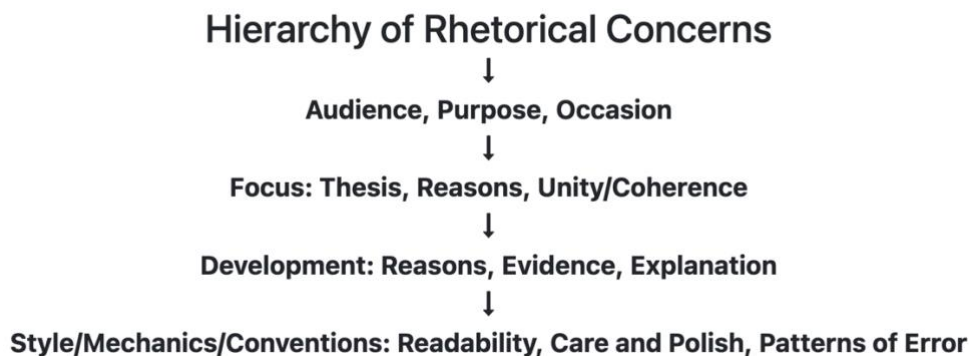 Hierarchy of Rhetorical Concerns
↓
Audience, Purpose, Occasion
↓
Focus: Thesis, Reasons, Unity/Coherence
↓
Development: Reasons, Evidence, Explanation
↓
Style/Mechanics/Conventions: Readability, Care and Polish, Patterns of Error